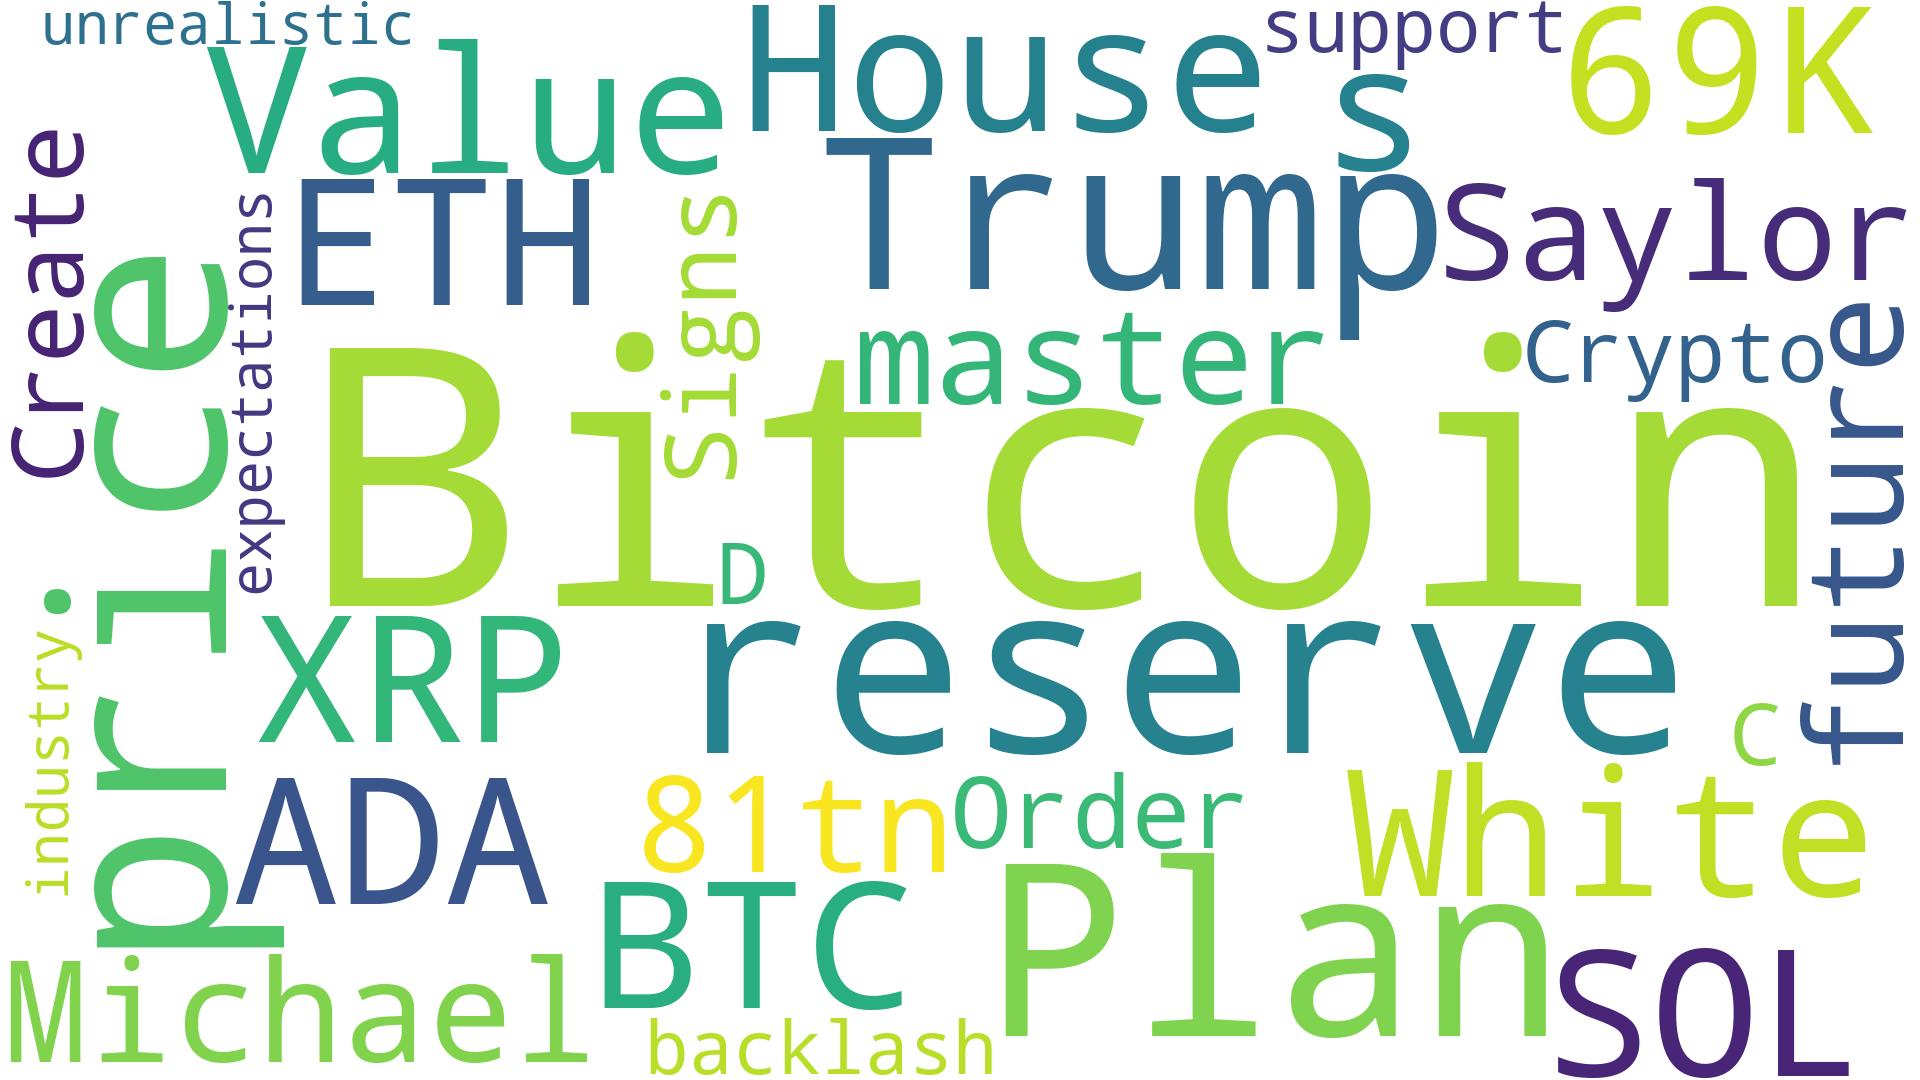 unrealistic
Value
House
s
support
69K
Create
price
expectations
ETH
Signs
Trump
Saylor
master
Crypto
future
Bitcoin
D
XRP
reserve
C
industry
ADA
81tn
Order
White
Michael
BTC
Plan
SOL
backlash